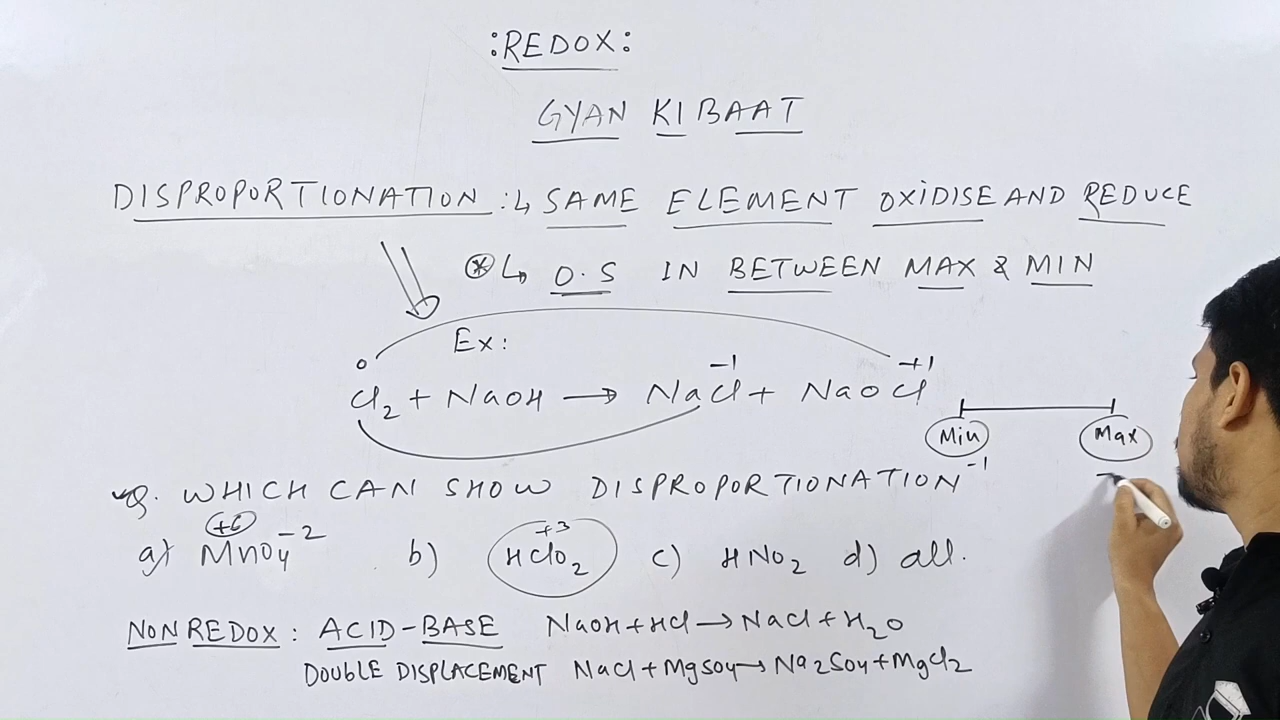 :REDOX:
GYAN KI BAAT
DISPROPORTIONATION :↳ SAME ELEMENT OXIDISE AND REDUCE
⊛↳ O.S IN BETWEEN MAX & MIN
Ex:
0 -1 +1
Cl2 + NaOH → NaCl + NaOCl
Min Max
Q. WHICH CAN SHOW DISPROPORTIONATION -1
+6 +3
a) MnO4-2 b) HClO2 c) HNO2 d) all.
NON REDOX: ACID-BASE NaOH+HCl→NaCl+H2O
DOUBLE DISPLACEMENT NaCl+MgSO4→Na2SO4+MgCl2